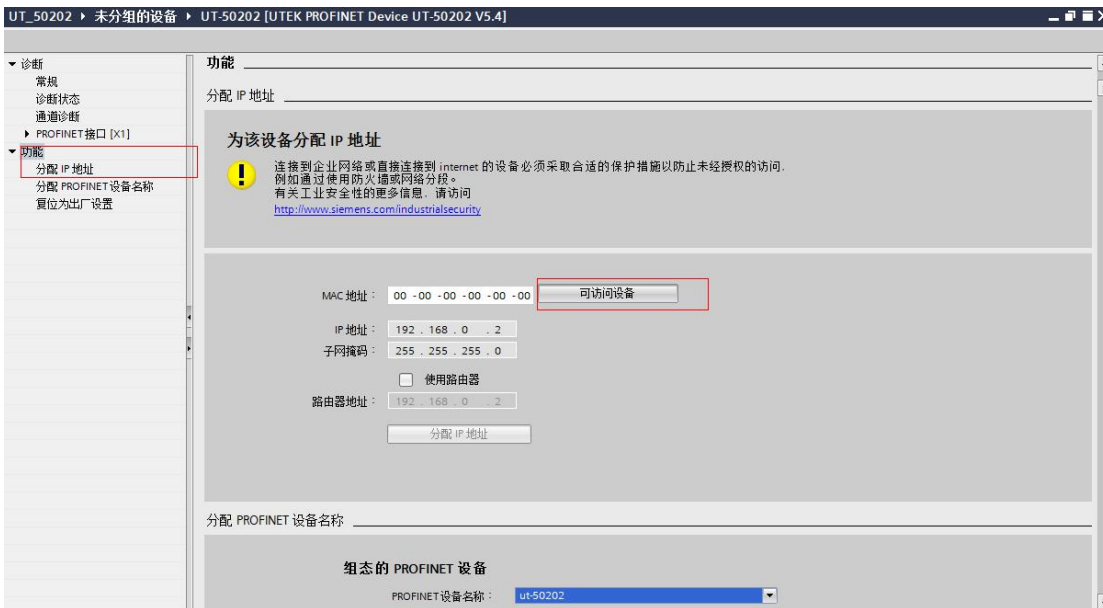 UT_50202 ▸ 未分组的设备 ▸ UT-50202 [UTEK PROFINET Device UT-50202 V5.4]
诊断
常规
诊断状态
通道诊断
PROFINET接口 [X1]
功能
分配 IP 地址
分配 PROFINET 设备名称
复位为出厂设置
功能
分配 IP 地址
为该设备分配 IP 地址
连接到企业网络或直接连接到 internet 的设备必须采取合适的保护措施以防止未经授权的访问.
例如通过使用防火墙或网络分段。
有关工业安全性的更多信息. 请访问
http://www.siemens.com/industrialsecurity
MAC 地址： 00 -00 -00 -00 -00 -00 可访问设备
IP 地址： 192 . 168 . 0 . 2
子网掩码： 255 . 255 . 255 . 0
使用路由器
路由器地址： 192 . 168 . 0 . 2
分配 IP 地址
分配 PROFINET 设备名称
组态的 PROFINET 设备
PROFINET设备名称： ut-50202